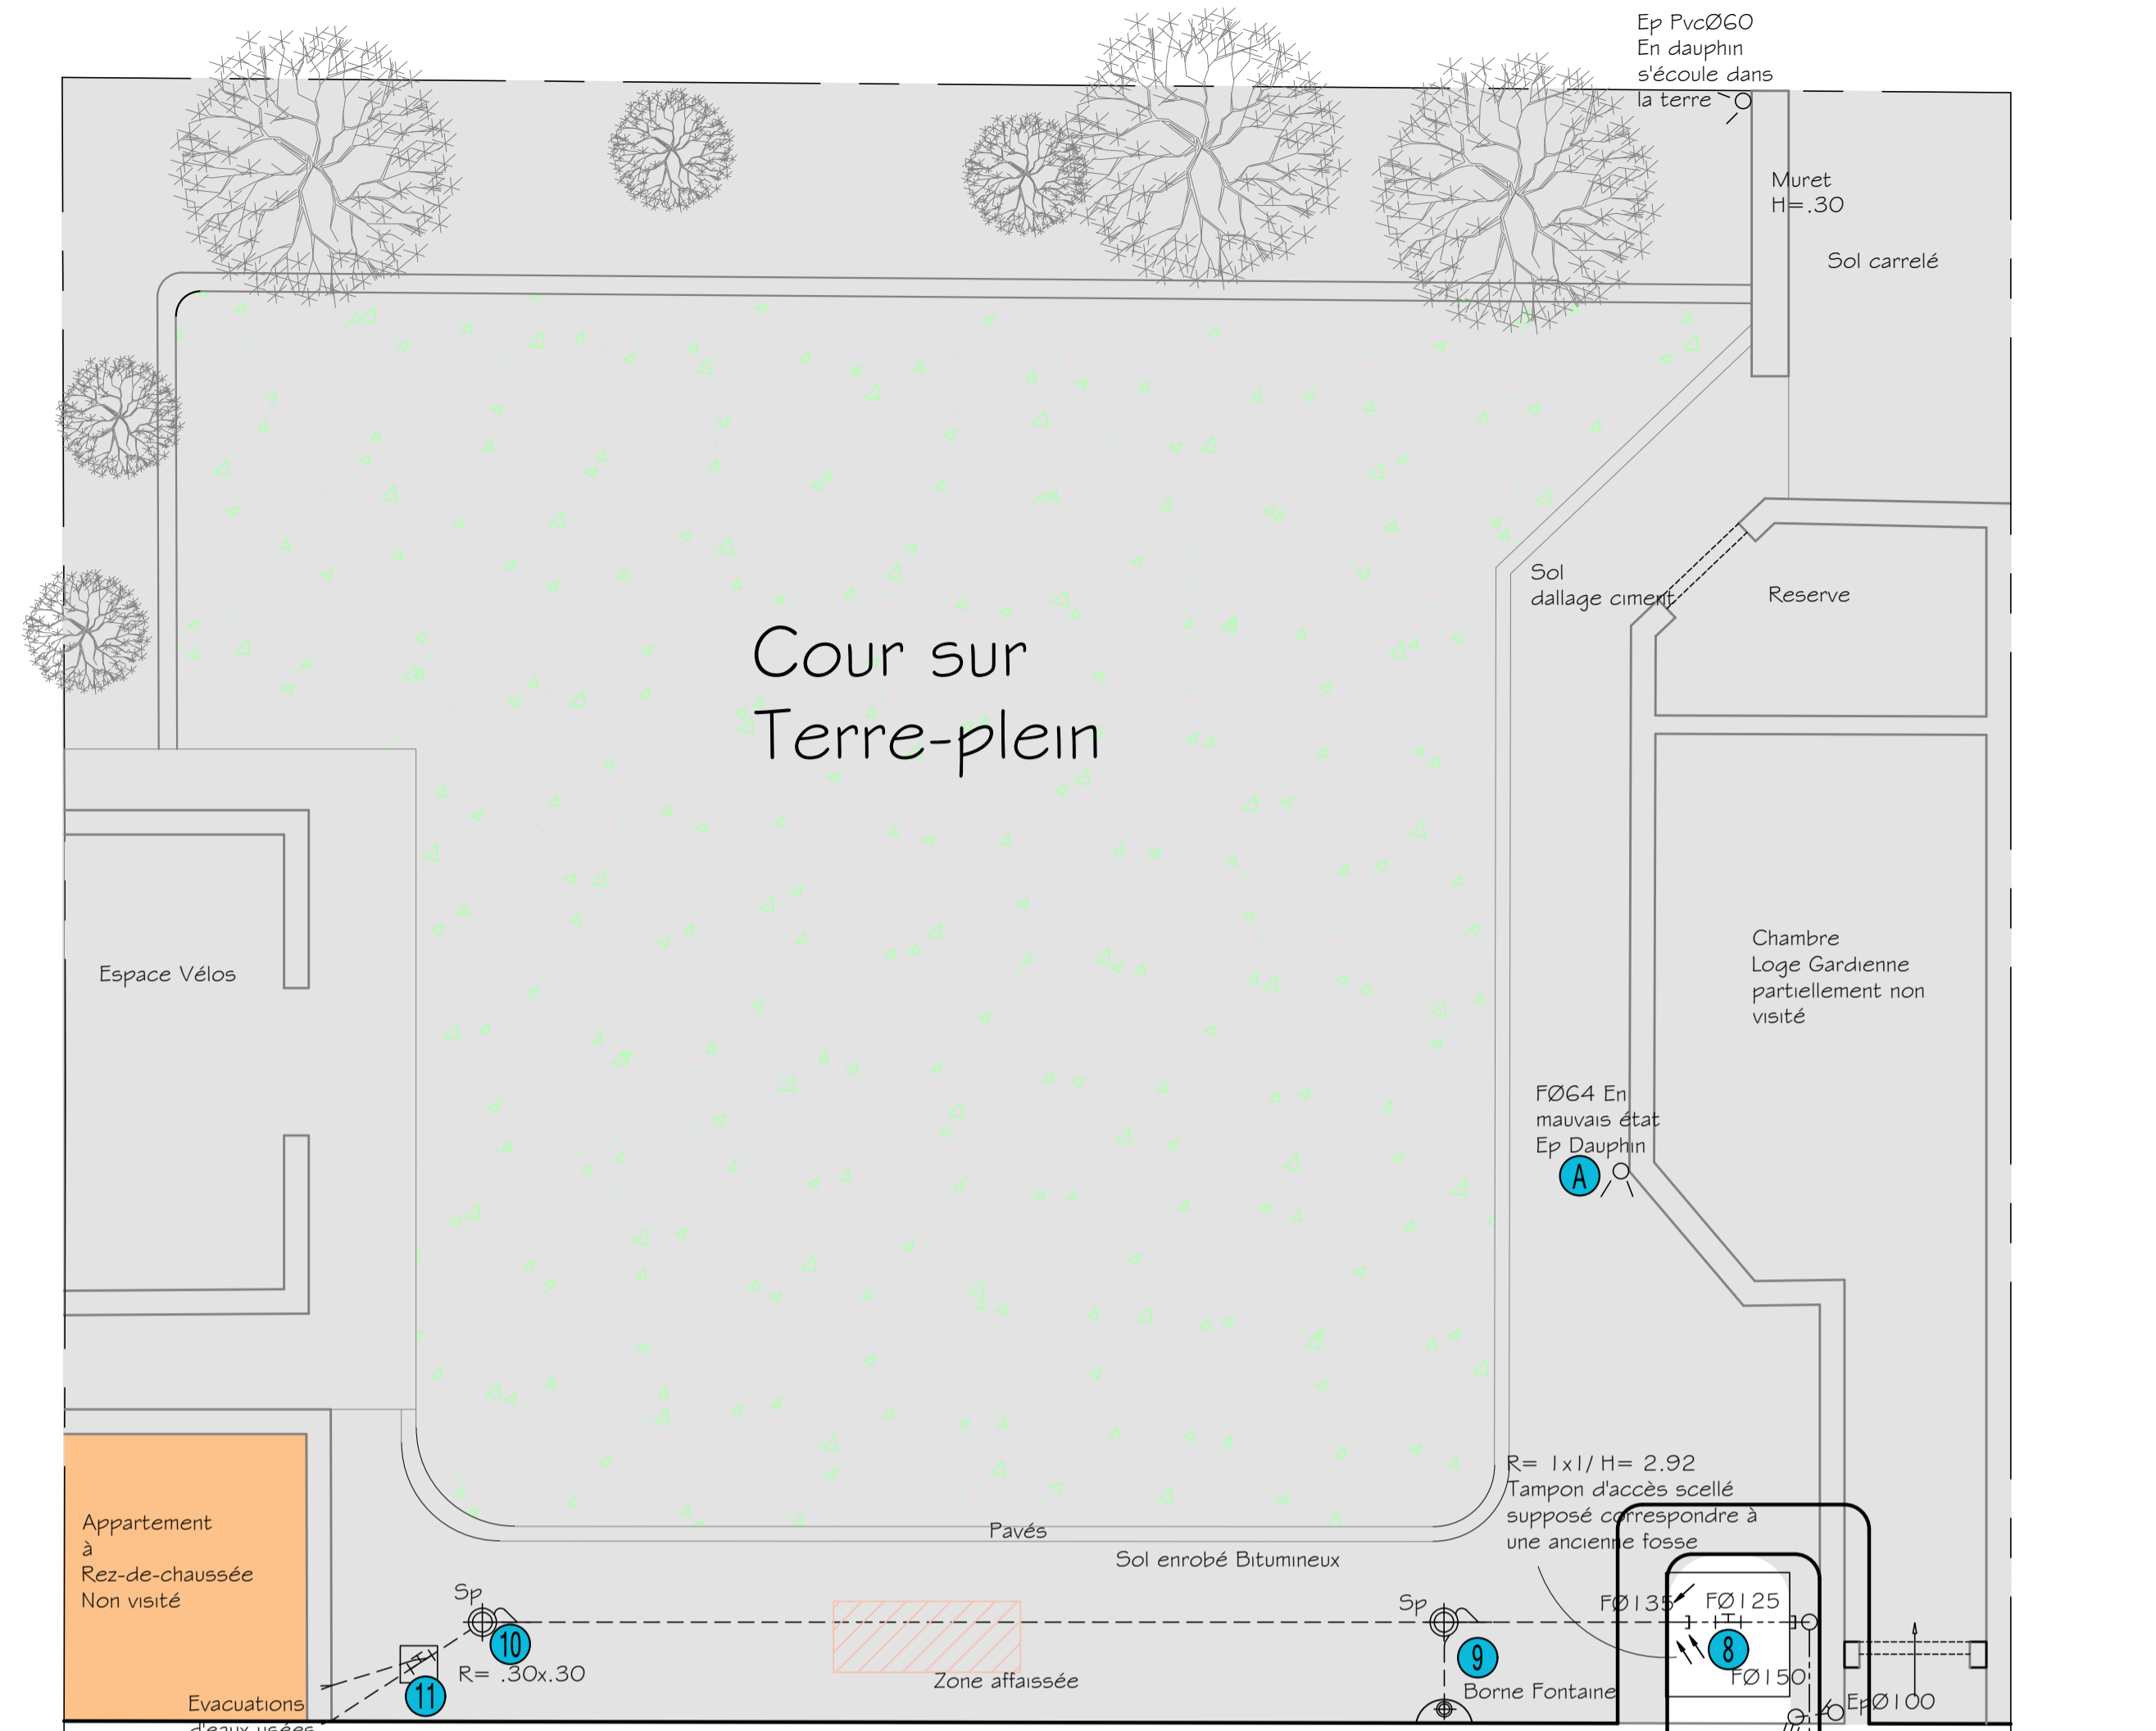 Ep PvcØ60
En dauphin
s'écoule dans
la terre
Muret
H=.30
Sol carrelé
Sol
dallage ciment
Reserve
Cour sur
Terre-plein
Espace Vélos
Chambre
Loge Gardienne
partiellement non
visité
FØ64 En
mauvais état
Ep Dauphin
A
R= 1x1/ H= 2.92
Tampon d'accès scellé
supposé correspondre à
une ancienne fosse
Pavés
Sol enrobé Bitumineux
Appartement
à
Rez-de-chaussée
Non visité
Sp
10
R= .30x.30
11
Evacuations
d'eaux usées
Zone affaissée
Sp
9
Borne Fontaine
FØ135
FØ125
8
FØ150
EpØ100